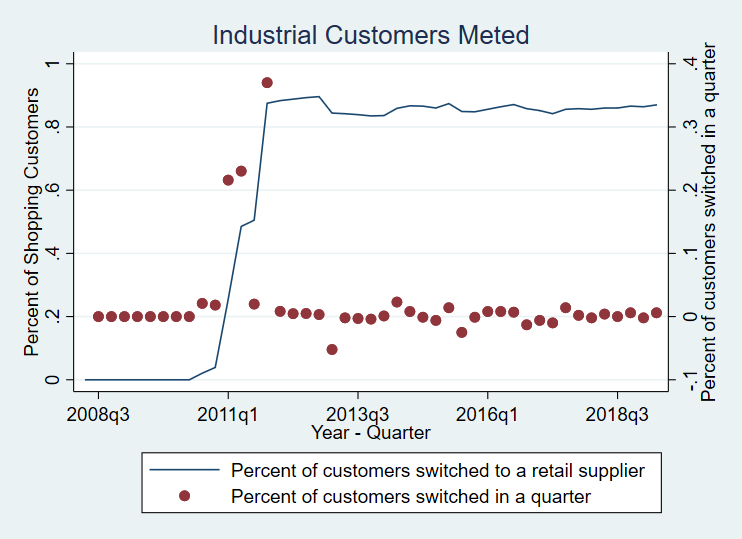 Industrial Customers Meted
Percent of Shopping Customers
1
.8
.6
.4
.2
0
.4
.3
.2
.1
0
-.1
Percent of customers switched in a quarter
2008q3 2011q1 2013q3 2016q1 2018q3
Year - Quarter
Percent of customers switched to a retail supplier
Percent of customers switched in a quarter